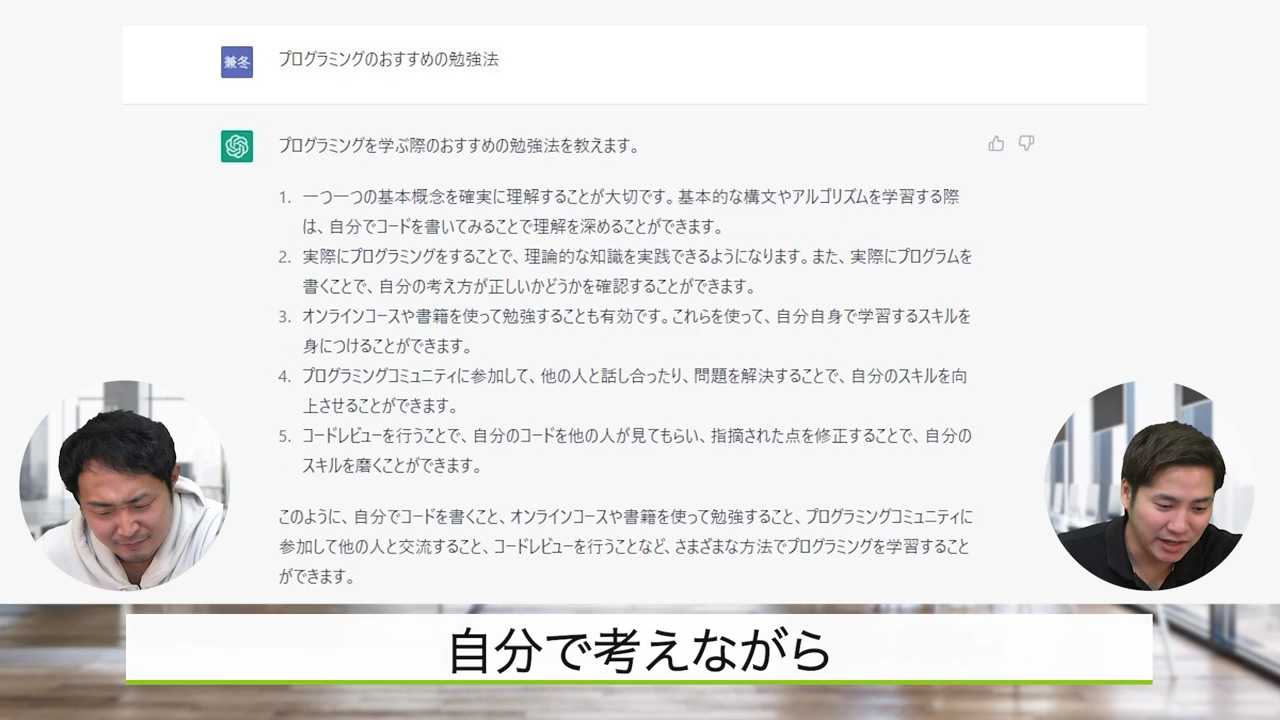 兼冬
プログラミングのおすすめの勉強法
プログラミングを学ぶ際のおすすめの勉強法を教えます。
1. 一つ一つの基本概念を確実に理解することが大切です。基本的な構文やアルゴリズムを学習する際
は、自分でコードを書いてみることで理解を深めることができます。
2. 実際にプログラミングをすることで、理論的な知識を実践できるようになります。また、実際にプログラムを
書くことで、自分の考え方が正しいかどうかを確認することができます。
3. オンラインコースや書籍を使って勉強することも有効です。これらを使って、自分自身で学習するスキルを
身につけることができます。
4. プログラミングコミュニティに参加して、他の人と話し合ったり、問題を解決することで、自分のスキルを向
上させることができます。
5. コードレビューを行うことで、自分のコードを他の人が見てもらい、指摘された点を修正することで、自分の
スキルを磨くことができます。
このように、自分でコードを書くこと、オンラインコースや書籍を使って勉強すること、プログラミングコミュニティに
参加して他の人と交流すること、コードレビューを行うことなど、さまざまな方法でプログラミングを学習すること
ができます。
自分で考えながら